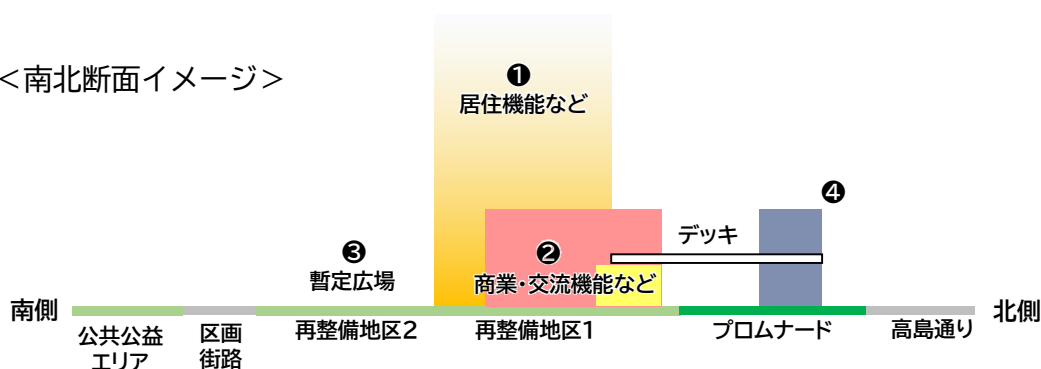 <南北断面イメージ>
❶
居住機能など
❹
デッキ
❸
暫定広場
❷
商業・交流機能など
南側
北側
公共公益
エリア
区画
街路
再整備地区2
再整備地区1
プロムナード
高島通り